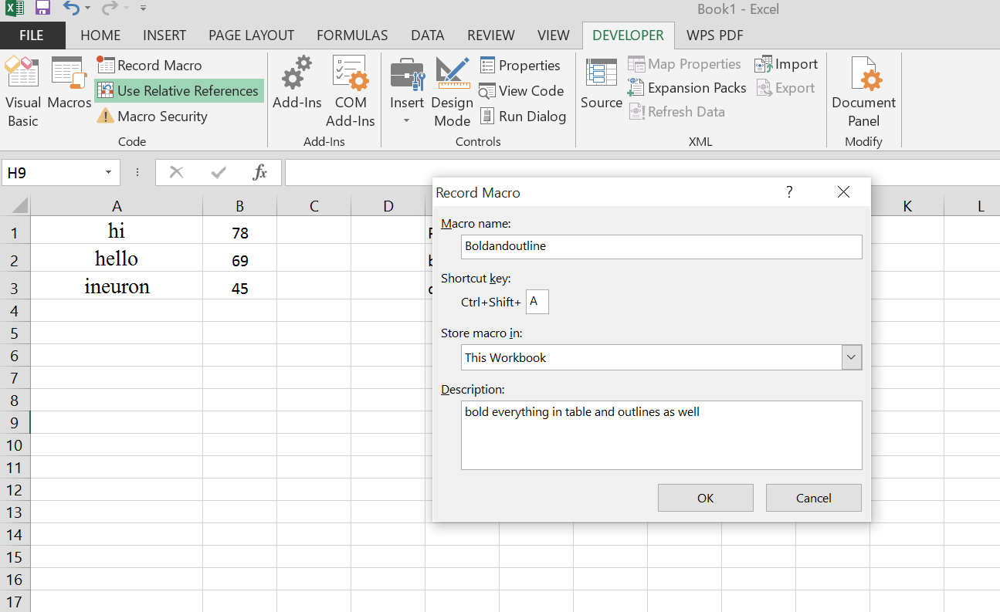 Book1 - Excel
FILE HOME INSERT PAGE LAYOUT FORMULAS DATA REVIEW VIEW DEVELOPER WPS PDF
Visual Basic
Macros
Record Macro
Use Relative References
Macro Security
Code
Add-Ins
COM Add-Ins
Add-Ins
Insert
Design Mode
Properties
View Code
Run Dialog
Controls
Source
Map Properties
Expansion Packs
Refresh Data
Import
Export
XML
Document Panel
Modify
H9
fx
A B C D K L
1 hi 78
2 hello 69
3 ineuron 45
4
5
6
7
8
9
10
11
12
13
14
15
16
17
Record Macro ?
Macro name:
Boldandoutline
Shortcut key:
Ctrl+Shift+ A
Store macro in:
This Workbook
Description:
bold everything in table and outlines as well
OK Cancel